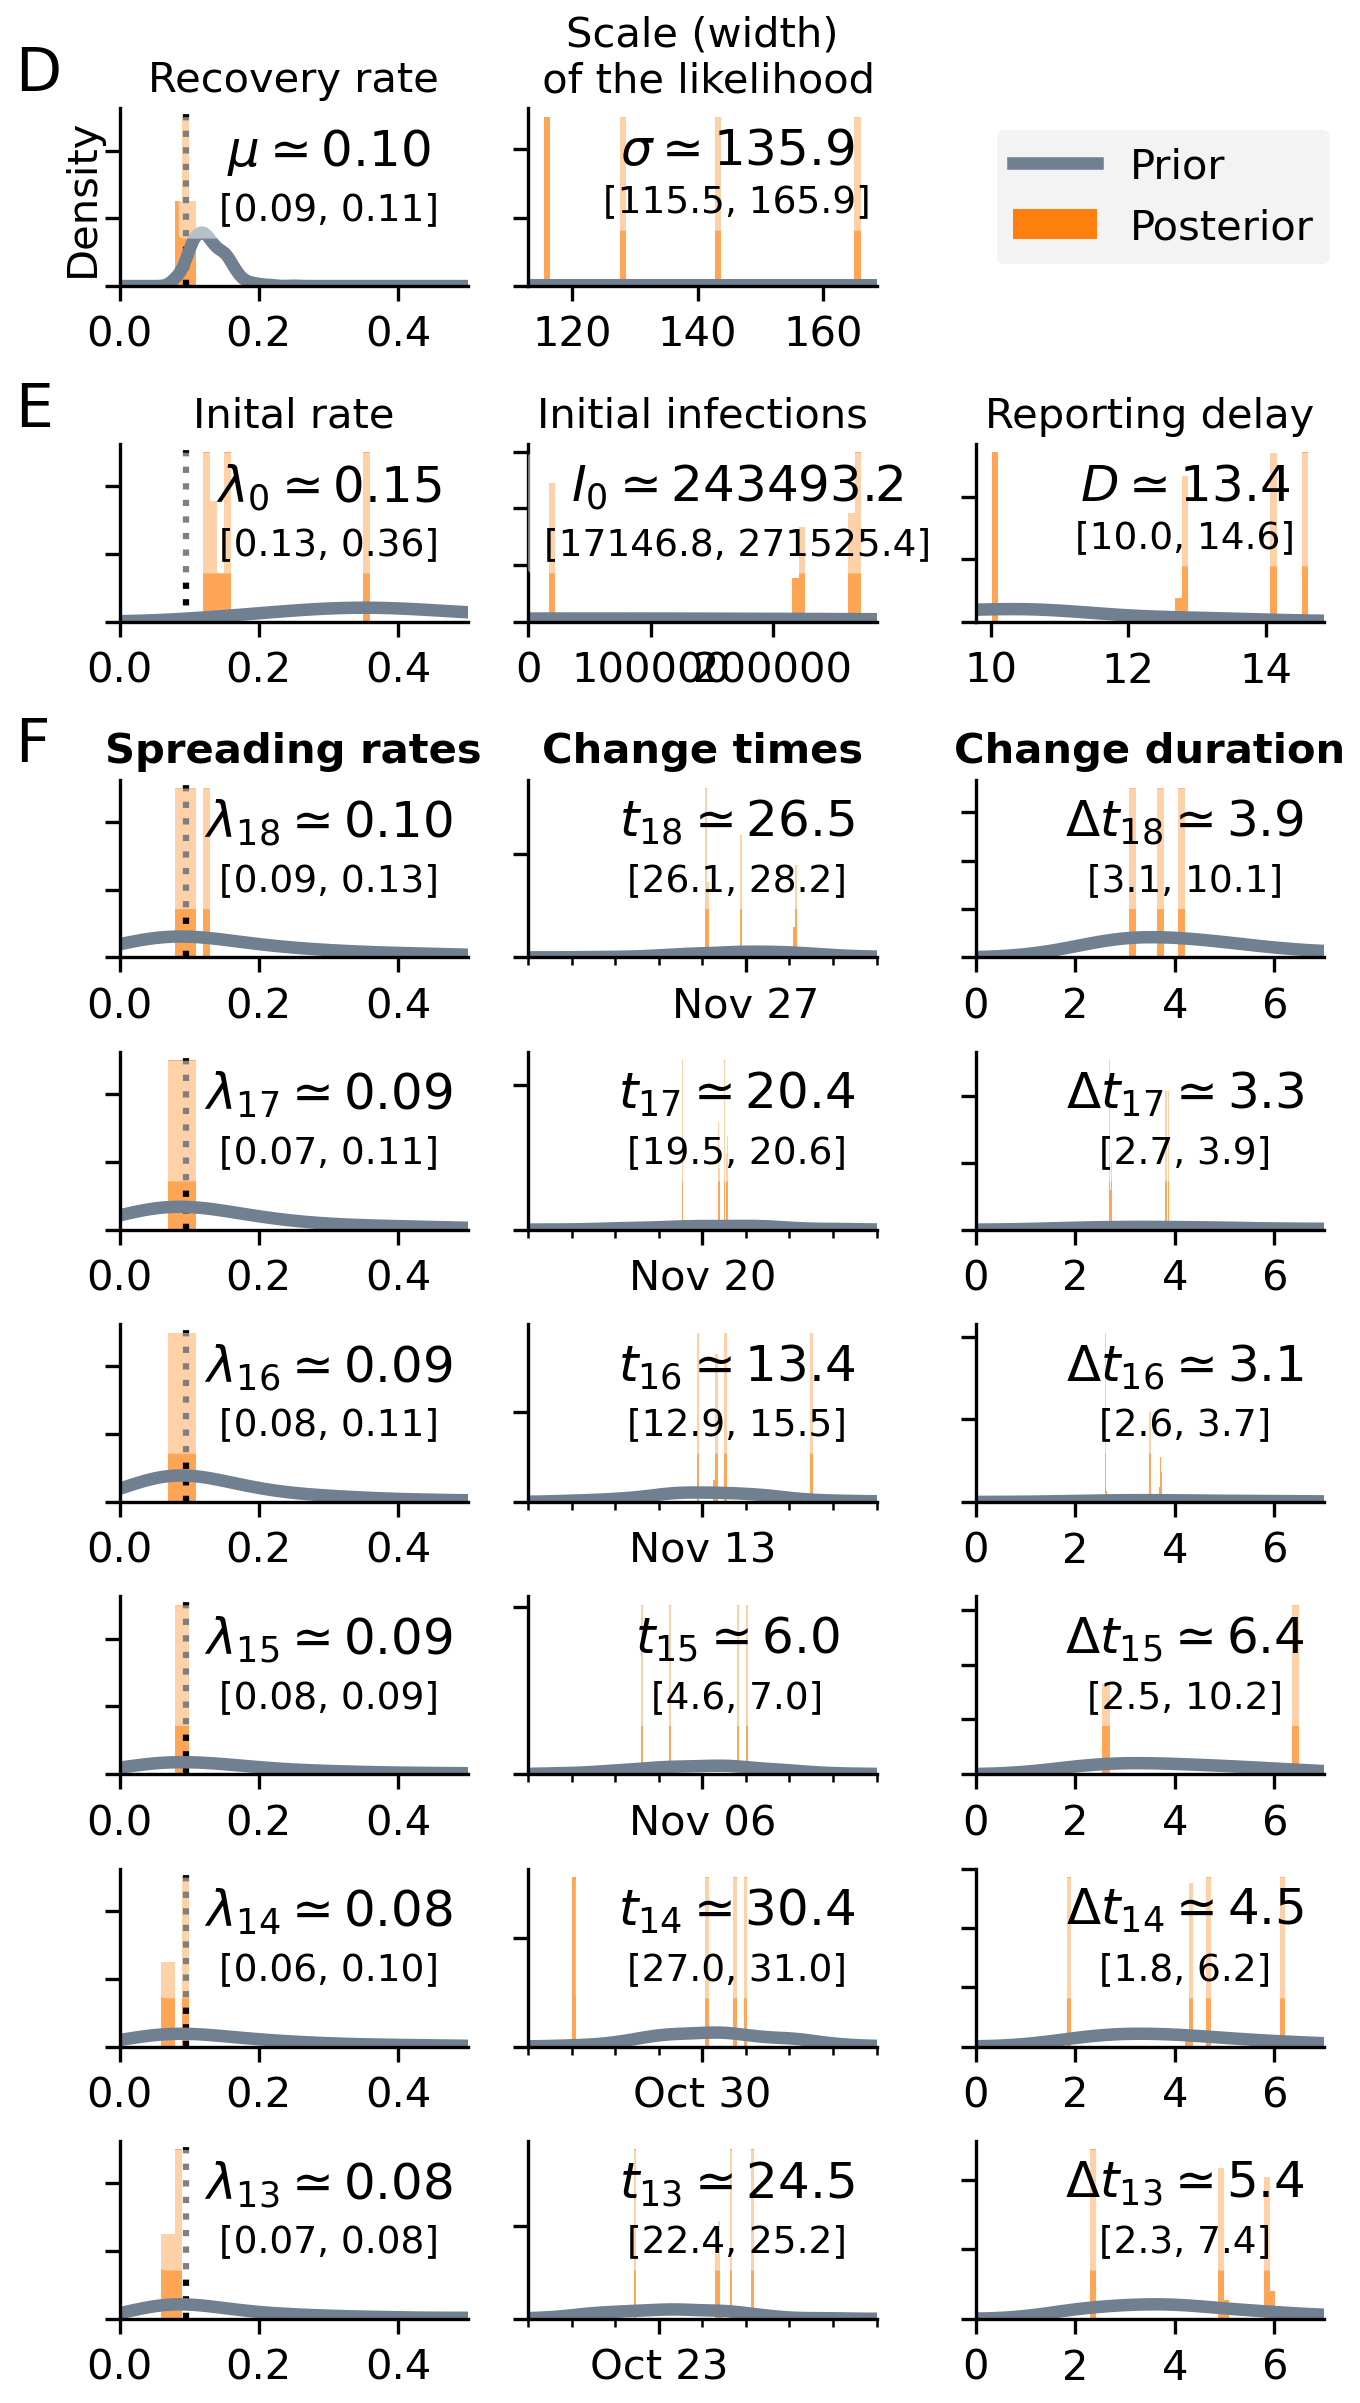 D
Recovery rate
Scale (width)
of the likelihood
Density
μ ≃ 0.10
[0.09, 0.11]
σ ≃ 135.9
[115.5, 165.9]
Prior
Posterior
0.0 0.2 0.4
120 140 160
E
Inital rate
Initial infections
Reporting delay
λ0 ≃ 0.15
[0.13, 0.36]
I0 ≃ 243493.2
[17146.8, 271525.4]
D ≃ 13.4
[10.0, 14.6]
0.0 0.2 0.4
0 100000 200000
10 12 14
F
Spreading rates
Change times
Change duration
λ18 ≃ 0.10
[0.09, 0.13]
t18 ≃ 26.5
[26.1, 28.2]
Δt18 ≃ 3.9
[3.1, 10.1]
0.0 0.2 0.4
Nov 27
0 2 4 6
λ17 ≃ 0.09
[0.07, 0.11]
t17 ≃ 20.4
[19.5, 20.6]
Δt17 ≃ 3.3
[2.7, 3.9]
0.0 0.2 0.4
Nov 20
0 2 4 6
λ16 ≃ 0.09
[0.08, 0.11]
t16 ≃ 13.4
[12.9, 15.5]
Δt16 ≃ 3.1
[2.6, 3.7]
0.0 0.2 0.4
Nov 13
0 2 4 6
λ15 ≃ 0.09
[0.08, 0.09]
t15 ≃ 6.0
[4.6, 7.0]
Δt15 ≃ 6.4
[2.5, 10.2]
0.0 0.2 0.4
Nov 06
0 2 4 6
λ14 ≃ 0.08
[0.06, 0.10]
t14 ≃ 30.4
[27.0, 31.0]
Δt14 ≃ 4.5
[1.8, 6.2]
0.0 0.2 0.4
Oct 30
0 2 4 6
λ13 ≃ 0.08
[0.07, 0.08]
t13 ≃ 24.5
[22.4, 25.2]
Δt13 ≃ 5.4
[2.3, 7.4]
0.0 0.2 0.4
Oct 23
0 2 4 6